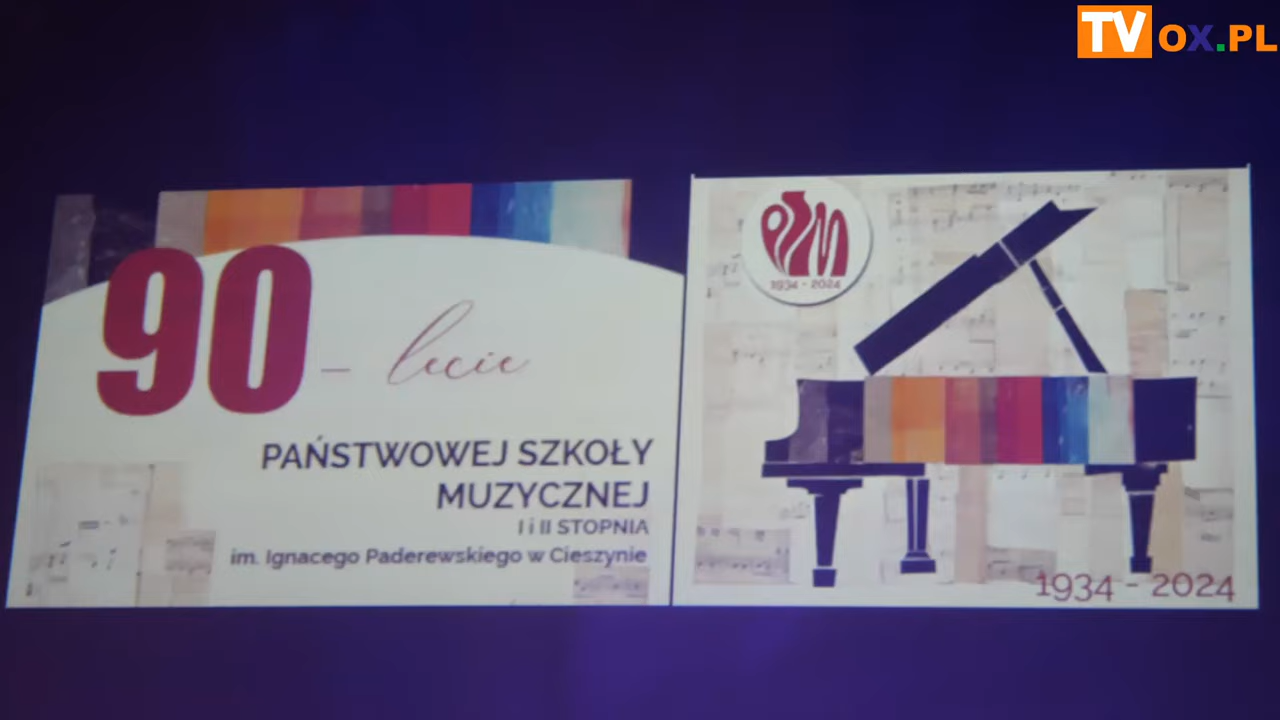 TVOX.PL
90 – lecie
PAŃSTWOWEJ SZKOŁY
MUZYCZNEJ
I i II STOPNIA
im. Ignacego Paderewskiego w Cieszynie
PSM
1934 - 2024
1934 - 2024